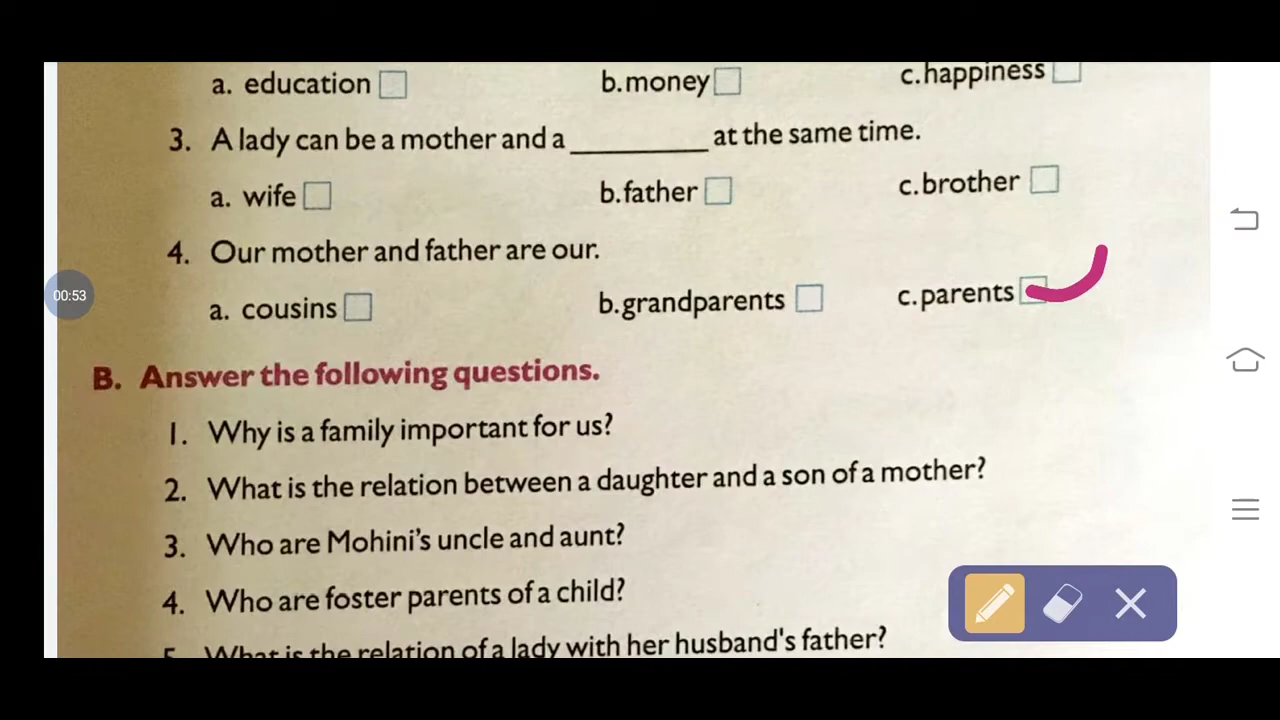 a. education b.money c.happiness
3. A lady can be a mother and a _________ at the same time.
a. wife b.father c.brother
4. Our mother and father are our.
a. cousins b.grandparents c.parents
B. Answer the following questions.
1. Why is a family important for us?
2. What is the relation between a daughter and a son of a mother?
3. Who are Mohini's uncle and aunt?
4. Who are foster parents of a child?
5. What is the relation of a lady with her husband's father?
00:53